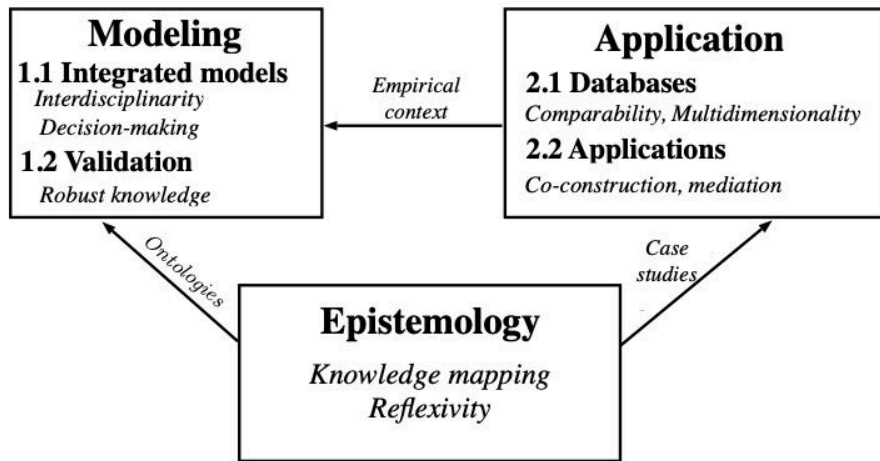 Modeling
1.1 Integrated models
Interdisciplinarity
Decision-making
1.2 Validation
Robust knowledge
Empirical
context
Application
2.1 Databases
Comparability, Multidimensionality
2.2 Applications
Co-construction, mediation
Ontologies
Case
studies
Epistemology
Knowledge mapping
Reflexivity